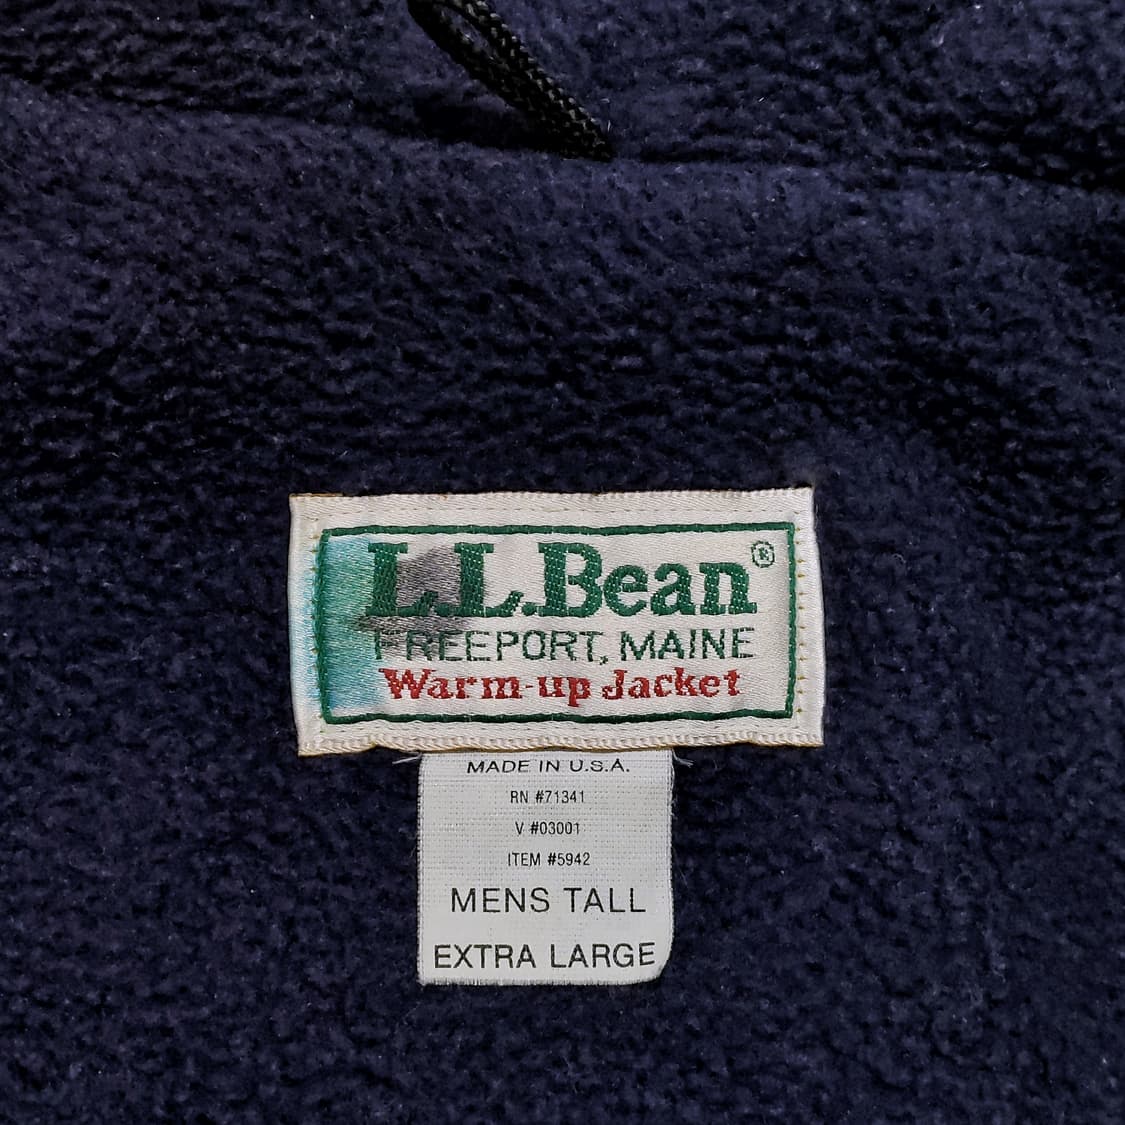 L.L.Bean®
FREEPORT, MAINE
Warm-up Jacket
MADE IN U.S.A.
RN #71341
V #03001
ITEM #5942
MENS TALL
EXTRA LARGE